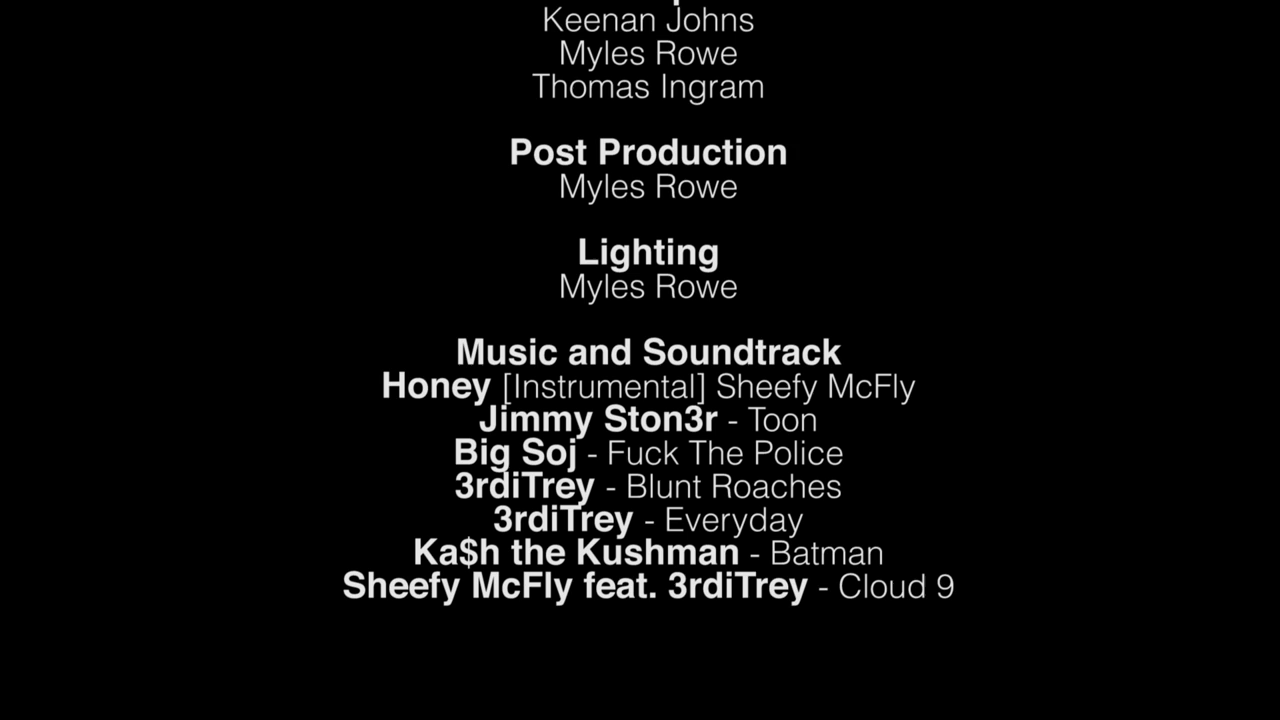 Keenan Johns
Myles Rowe
Thomas Ingram
Post Production
Myles Rowe
Lighting
Myles Rowe
Music and Soundtrack
Honey [Instrumental] Sheefy McFly
Jimmy Ston3r - Toon
Big Soj - Fuck The Police
3rdiTrey - Blunt Roaches
3rdiTrey - Everyday
Ka$h the Kushman - Batman
Sheefy McFly feat. 3rdiTrey - Cloud 9